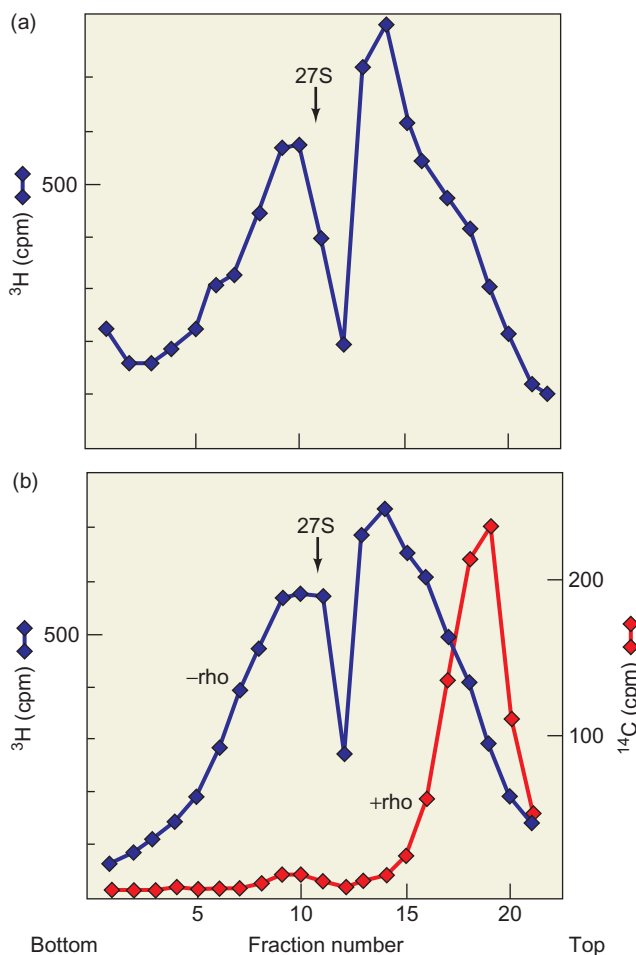 (a)
27S
500
³H (cpm)
(b)
27S
500
200
–rho
³H (cpm)
¹⁴C (cpm)
100
+rho
5
10
15
20
Bottom
Fraction number
Top